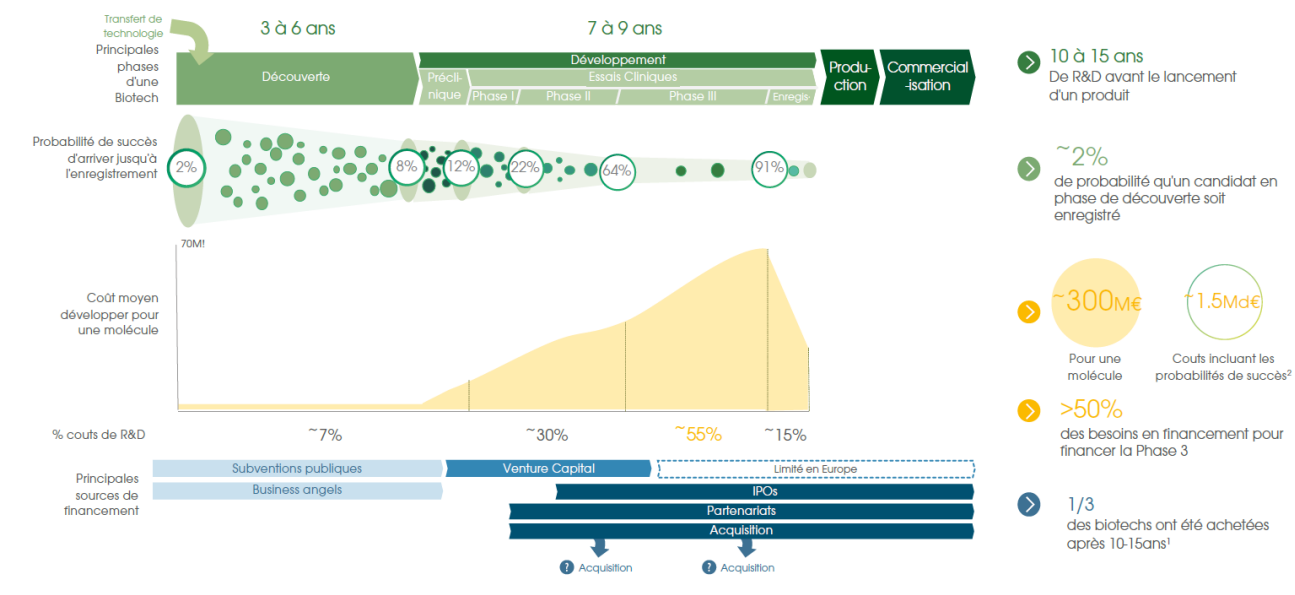 Transfert de
technologie
3 à 6 ans
7 à 9 ans
Principales
phases
d'une
Biotech
Découverte
Développement
Précli-
nique
Essais Cliniques
Phase I
Phase II
Phase III
Enregis-
Produ-
ction
Commercial
-isation
10 à 15 ans
De R&D avant le lancement
d'un produit
Probabilité de succès
d'arriver jusqu'à
l'enregistrement
2%
8%
12%
22%
64%
91%
~2%
de probabilité qu'un candidat en
phase de découverte soit
enregistré
70M!
Coût moyen
développer pour
une molécule
~300M€
Pour une
molécule
~1.5Md€
Couts incluant les
probabilités de succès²
% couts de R&D
~7%
~30%
~55%
~15%
>50%
des besoins en financement pour
financer la Phase 3
Principales
sources de
financement
Subventions publiques
Venture Capital
Limité en Europe
Business angels
IPOs
Partenariats
Acquisition
? Acquisition
? Acquisition
1/3
des biotechs ont été achetées
après 10-15ans¹